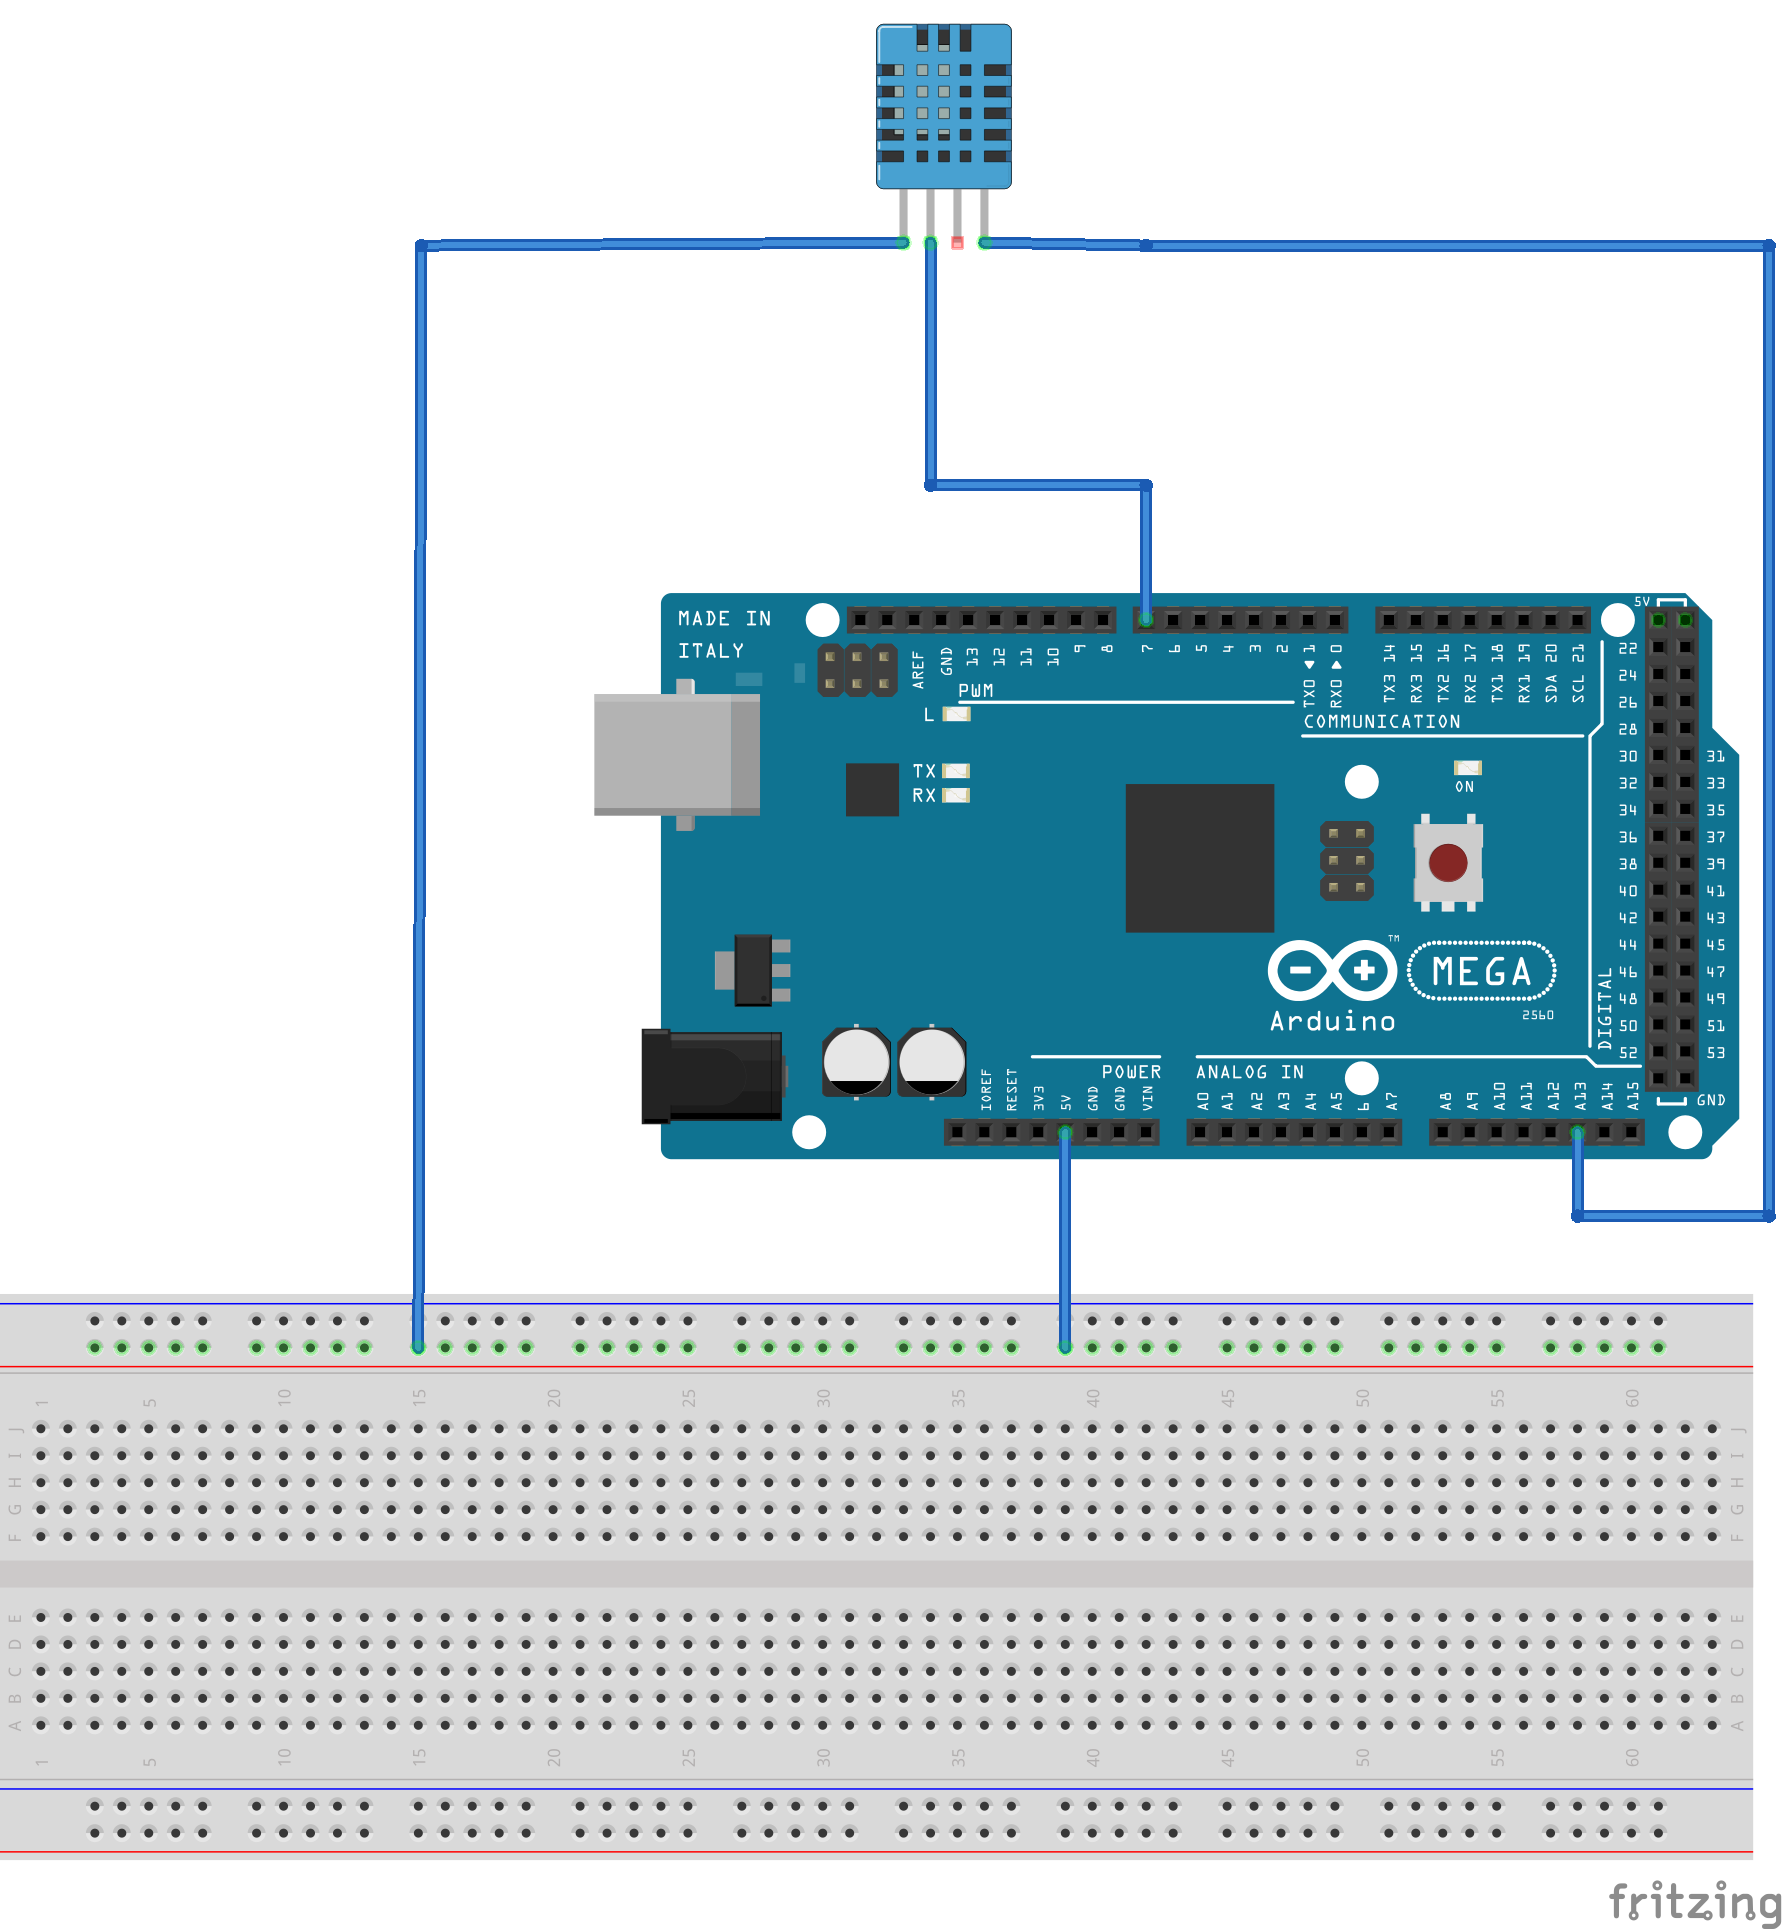 MADE IN
ITALY
AREF
GND
13
12
11
10
9
8
7
6
5
4
3
2
TX0 ▶ 1
RX0 ◀ 0
TX3 14
RX3 15
TX2 16
RX2 17
TX1 18
RX1 19
SDA 20
SCL 21
PWM
COMMUNICATION
L
TX
RX
ON
5V
22
24
26
28
30 31
32 33
34 35
36 37
38 39
40 41
42 43
44 45
46 47
48 49
50 51
52 53
GND
DIGITAL
TM
MEGA
2560
Arduino
POWER
ANALOG IN
IOREF
RESET
3V3
5V
GND
GND
VIN
A0
A1
A2
A3
A4
A5
6
A7
A8
A9
A10
A11
A12
A13
A14
A15
1 5 10 15 20 25 30 35 40 45 50 55 60
J J
I I
H H
G G
F F
E E
D D
C C
B B
A A
1 5 10 15 20 25 30 35 40 45 50 55 60
fritzing